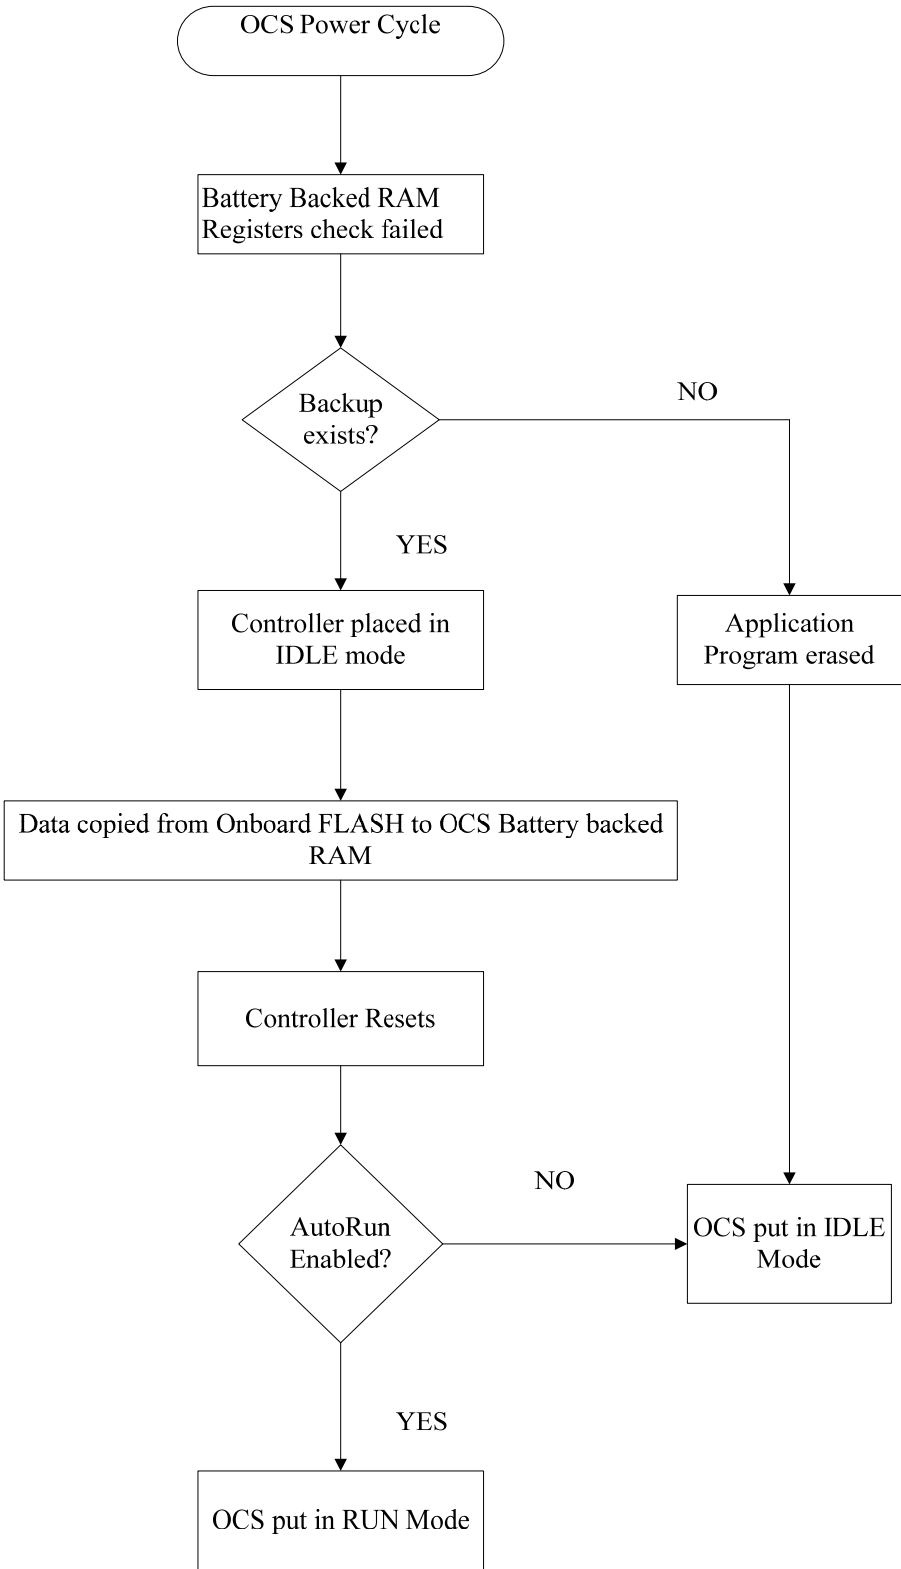 OCS Power Cycle
Battery Backed RAM
Registers check failed
Backup
exists?
NO
YES
Controller placed in
IDLE mode
Application
Program erased
Data copied from Onboard FLASH to OCS Battery backed
RAM
Controller Resets
AutoRun
Enabled?
NO
OCS put in IDLE
Mode
YES
OCS put in RUN Mode